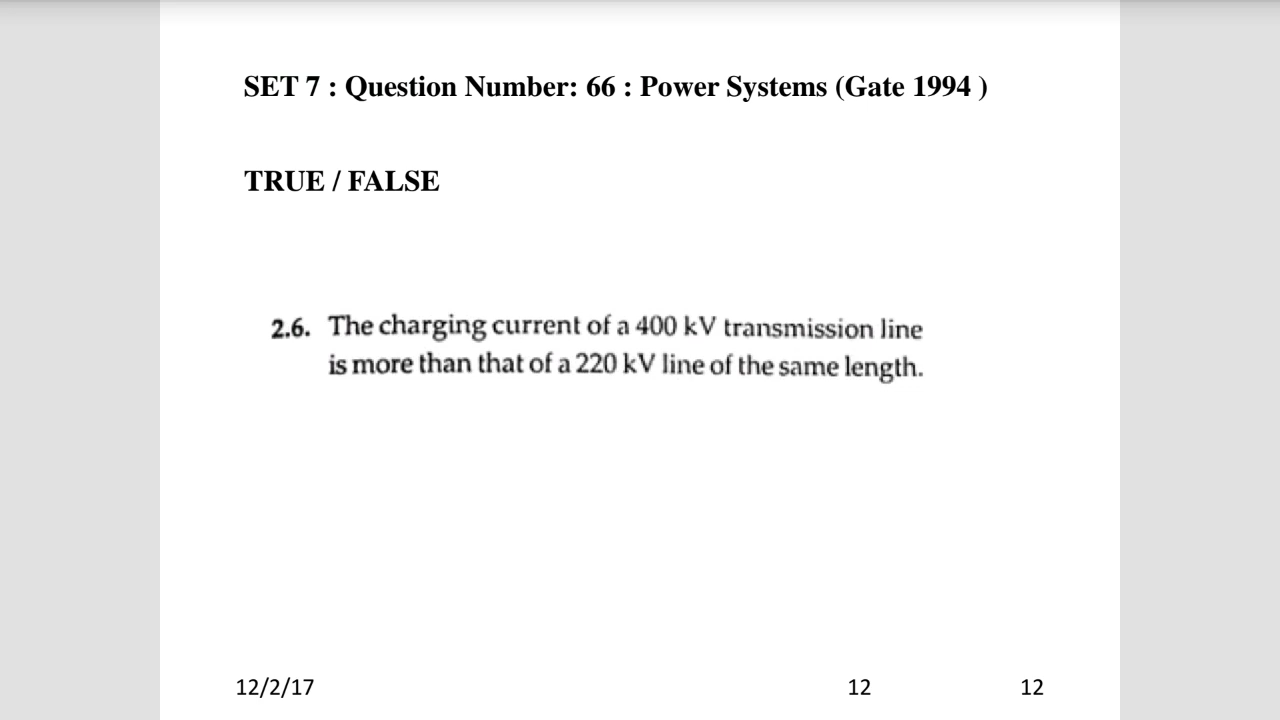 SET 7 : Question Number: 66 : Power Systems (Gate 1994 )
TRUE / FALSE
2.6. The charging current of a 400 kV transmission line
is more than that of a 220 kV line of the same length.
12/2/17 12 12